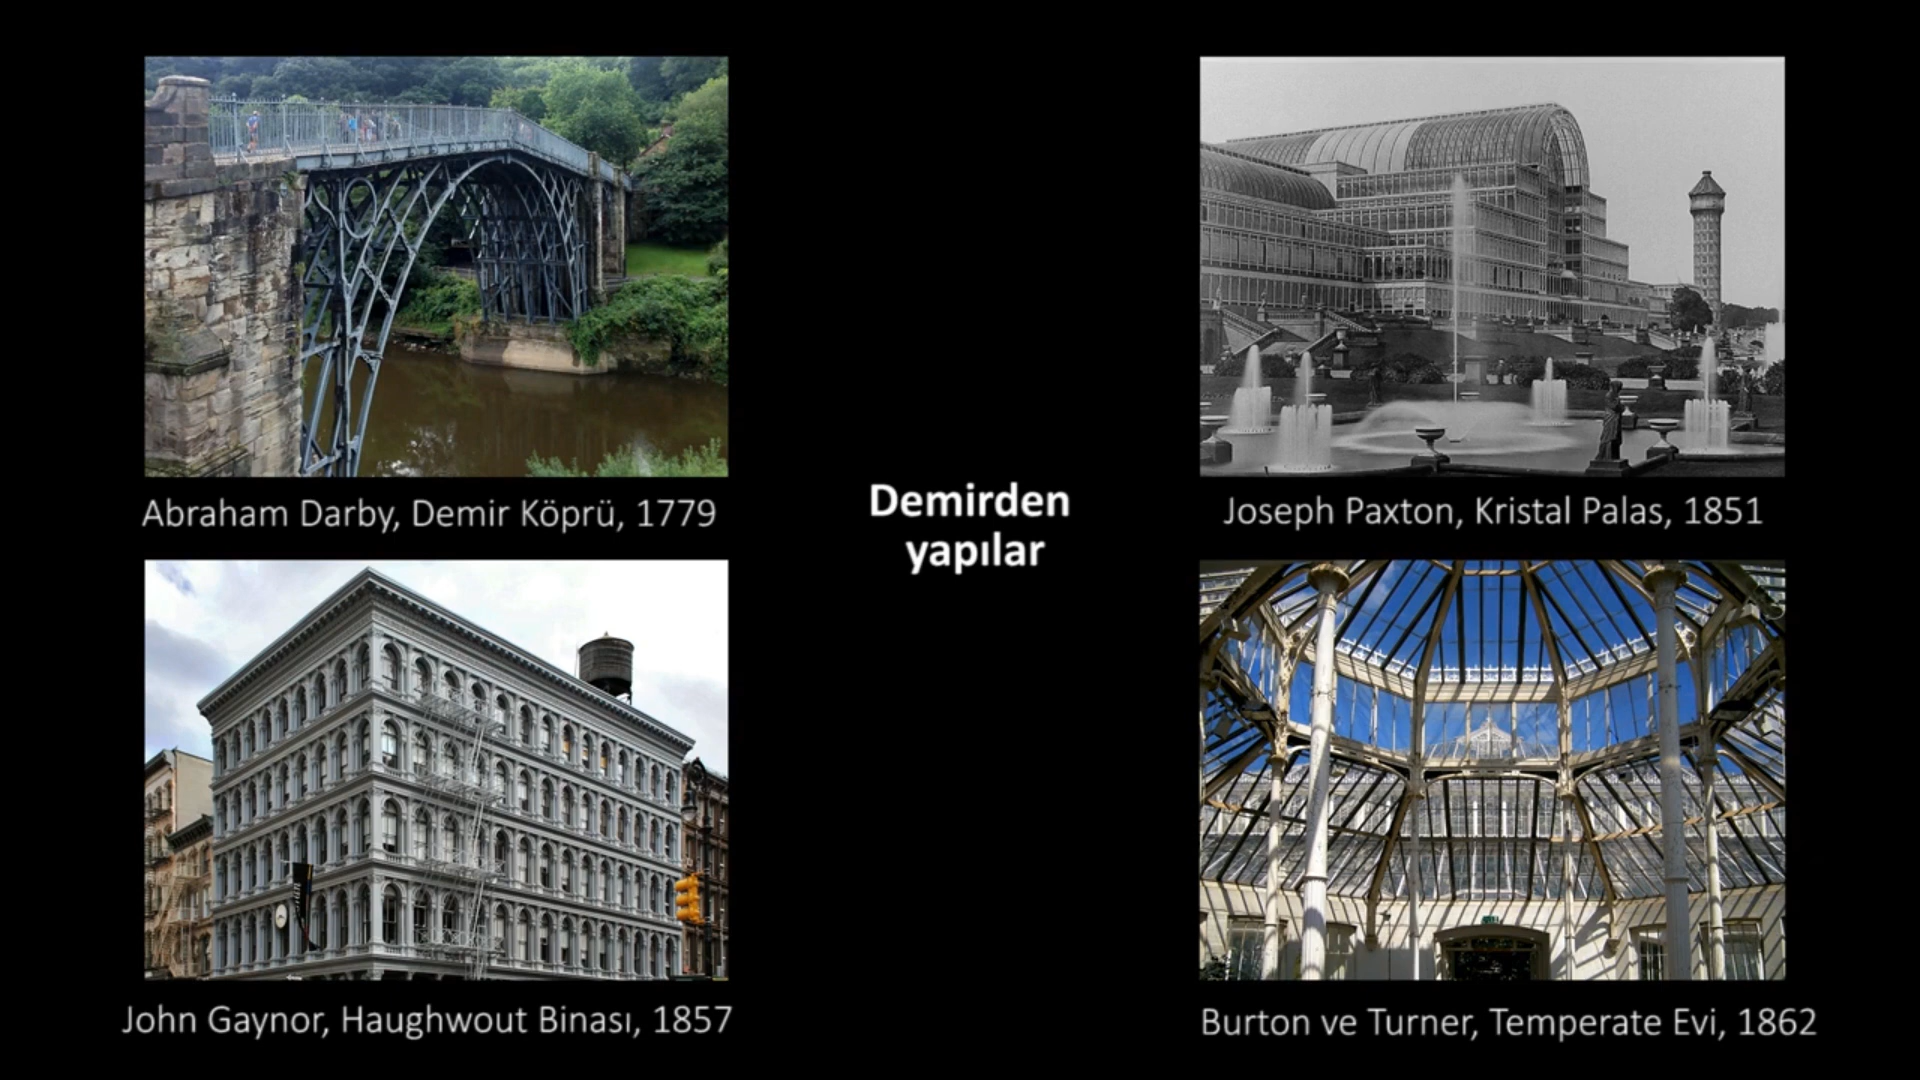 Abraham Darby, Demir Köprü, 1779
Joseph Paxton, Kristal Palas, 1851
Demirden
yapılar
John Gaynor, Haughwout Binası, 1857
Burton ve Turner, Temperate Evi, 1862